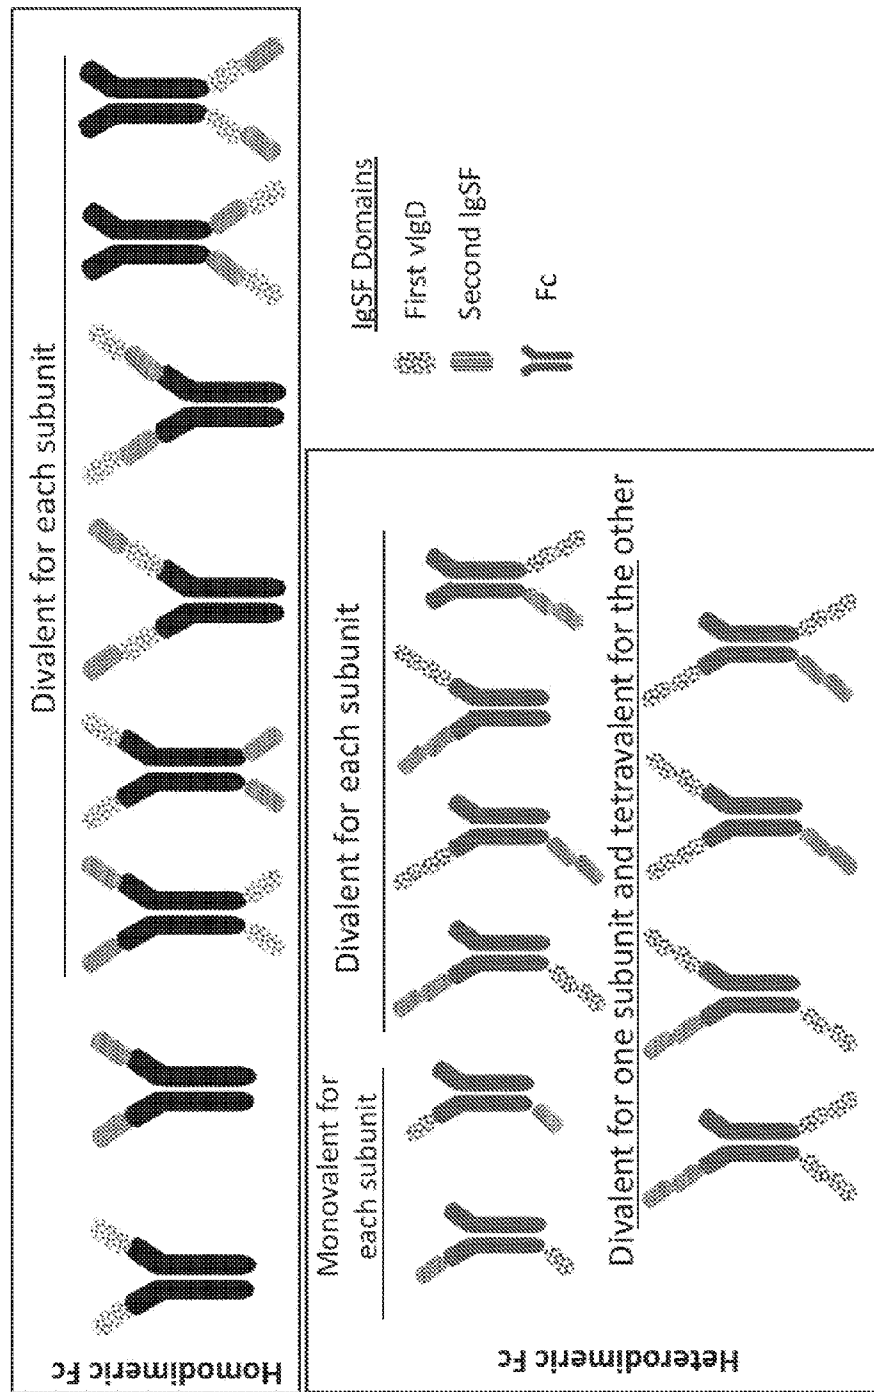 Homodimeric Fc
Divalent for each subunit
Heterodimeric Fc
Monovalent for
each subunit
Divalent for each subunit
Divalent for one subunit and tetravalent for the other
IgSF Domains
First vIgD
Second IgSF
Fc